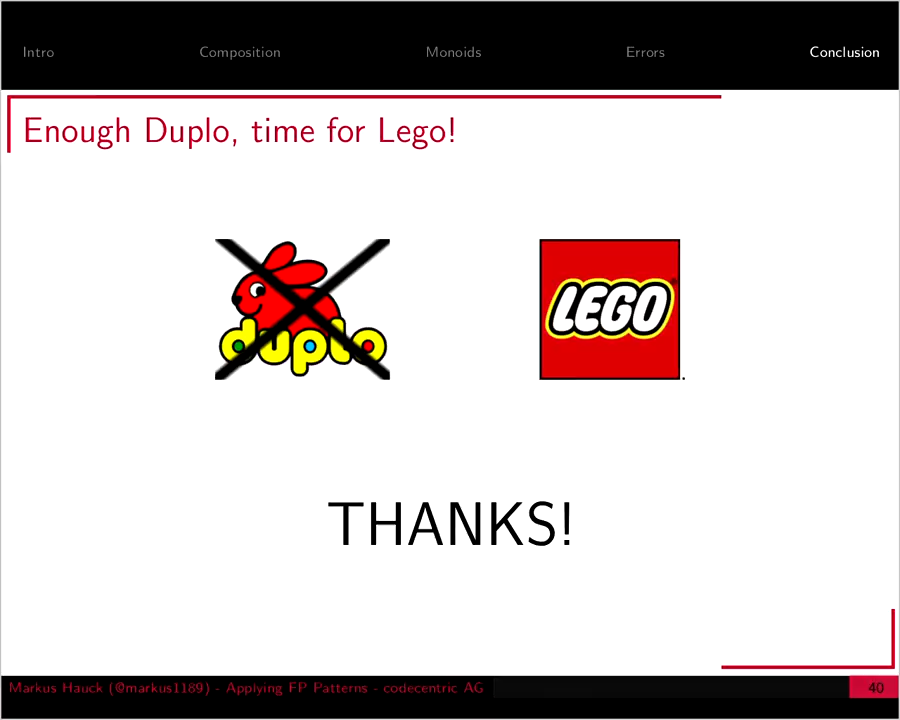 Intro Composition Monoids Errors Conclusion
Enough Duplo, time for Lego!
duplo LEGO
.
THANKS!
Markus Hauck (@markus1189) - Applying FP Patterns - codecentric AG 40